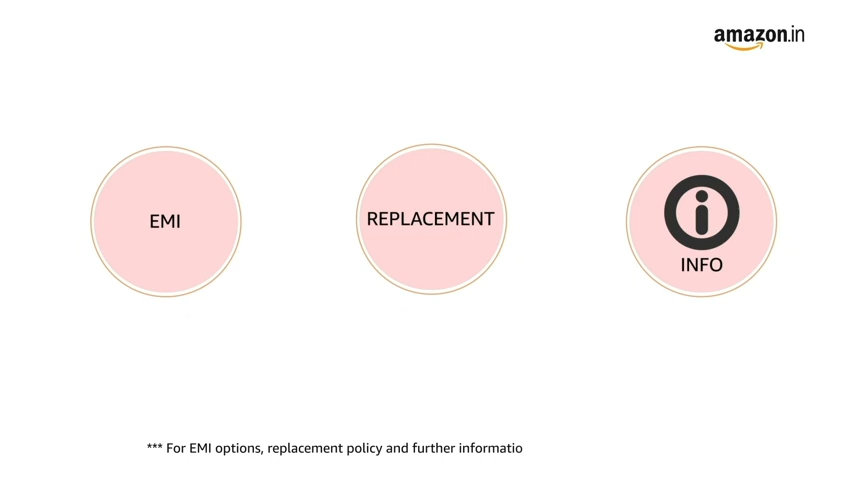 amazon.in
EMI
REPLACEMENT
INFO
*** For EMI options, replacement policy and further informatio